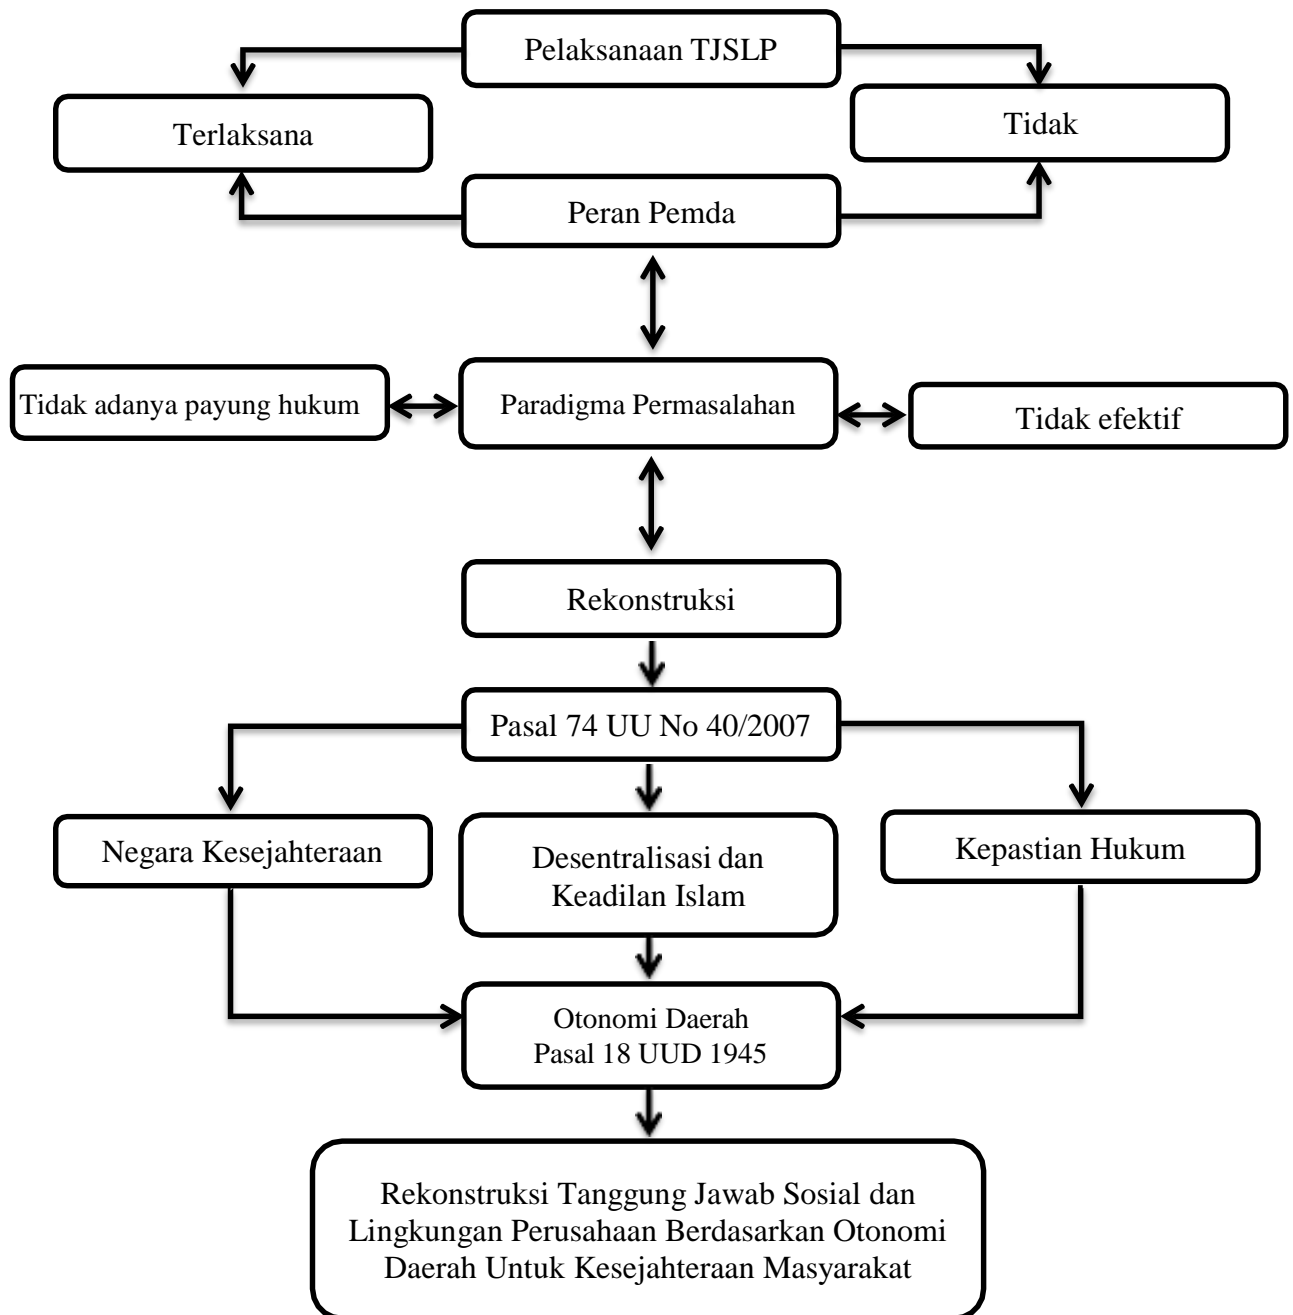 Pelaksanaan TJSLP
Terlaksana
Tidak
Peran Pemda
Tidak adanya payung hukum
Paradigma Permasalahan
Tidak efektif
Rekonstruksi
Pasal 74 UU No 40/2007
Negara Kesejahteraan
Desentralisasi dan
Keadilan Islam
Kepastian Hukum
Otonomi Daerah
Pasal 18 UUD 1945
Rekonstruksi Tanggung Jawab Sosial dan
Lingkungan Perusahaan Berdasarkan Otonomi
Daerah Untuk Kesejahteraan Masyarakat